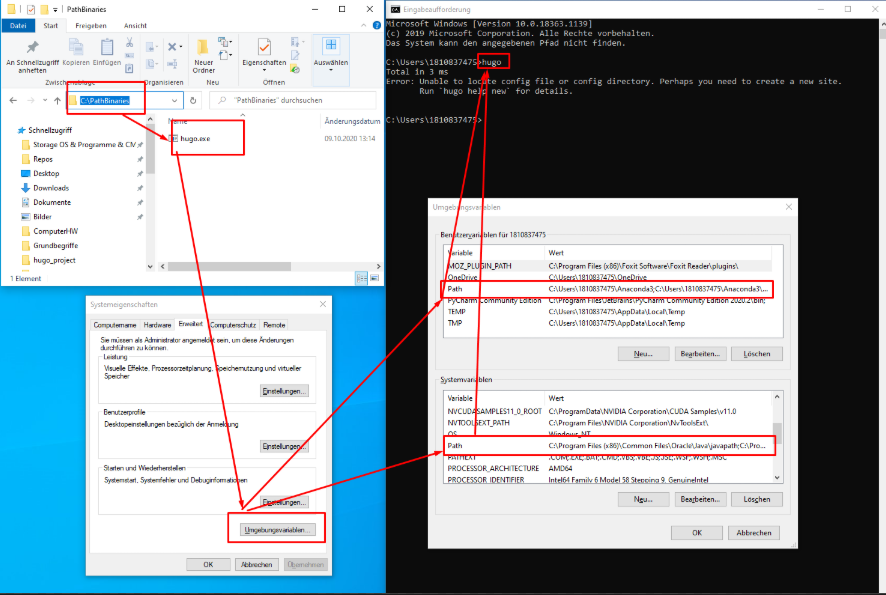 PathBinaries
Datei Start Freigeben Ansicht
An Schnellzugriff anheften
Kopieren
Einfügen
Neuer Ordner
Eigenschaften
Auswählen
Zwischenablage
Neu
Öffnen
C:\PathBinaries
"PathBinaries" durchsuchen
Name
Änderungsdatum
hugo.exe
09.10.2020 13:14
Schnellzugriff
Storage OS & Programme & CM
Repos
Desktop
Downloads
Dokumente
Bilder
ComputerHW
Grundbegriffe
hugo_project
1 Element
Eingabeaufforderung
Microsoft Windows [Version 10.0.18363.1139]
(c) 2019 Microsoft Corporation. Alle Rechte vorbehalten.
Das System kann den angegebenen Pfad nicht finden.
C:\Users\1810837475>hugo
Total in 3 ms
Error: Unable to locate config file or config directory. Perhaps you need to create a new site.
Run `hugo help new` for details.
C:\Users\1810837475>
Systemeigenschaften
Computername Hardware Erweitert Computerschutz Remote
Sie müssen als Administrator angemeldet sein, um diese Änderungen
durchführen zu können.
Leistung
Visuelle Effekte, Prozessorzeitplanung, Speichernutzung und virtueller
Speicher
Einstellungen...
Benutzerprofile
Desktopeinstellungen bezüglich der Anmeldung
Einstellungen...
Starten und Wiederherstellen
Systemstart, Systemfehler und Debuginformationen
Einstellungen...
Umgebungsvariablen...
OK Abbrechen Übernehmen
Umgebungsvariablen
Benutzervariablen für 1810837475
Variable Wert
MOZ_PLUGIN_PATH C:\Program Files (x86)\Foxit Software\Foxit Reader\plugins\
OneDrive C:\Users\1810837475\OneDrive
Path C:\Users\1810837475\Anaconda3;C:\Users\1810837475\Anaconda3\...
PyCharm Community Edition C:\Program Files\JetBrains\PyCharm Community Edition 2020.2\bin;
TEMP C:\Users\1810837475\AppData\Local\Temp
TMP C:\Users\1810837475\AppData\Local\Temp
Neu... Bearbeiten... Löschen
Systemvariablen
Variable Wert
NVCUDASAMPLES11_0_ROOT C:\ProgramData\NVIDIA Corporation\CUDA Samples\v11.0
NVTOOLSEXT_PATH C:\Program Files\NVIDIA Corporation\NvToolsExt\
OS Windows_NT
Path C:\Program Files (x86)\Common Files\Oracle\Java\javapath;C:\Pro...
PATHEXT .COM;.EXE;.BAT;.CMD;.VBS;.VBE;.JS;.JSE;.WSF;.WSH;.MSC
PROCESSOR_ARCHITECTURE AMD64
PROCESSOR_IDENTIFIER Intel64 Family 6 Model 58 Stepping 9, GenuineIntel
Neu... Bearbeiten... Löschen
OK Abbrechen